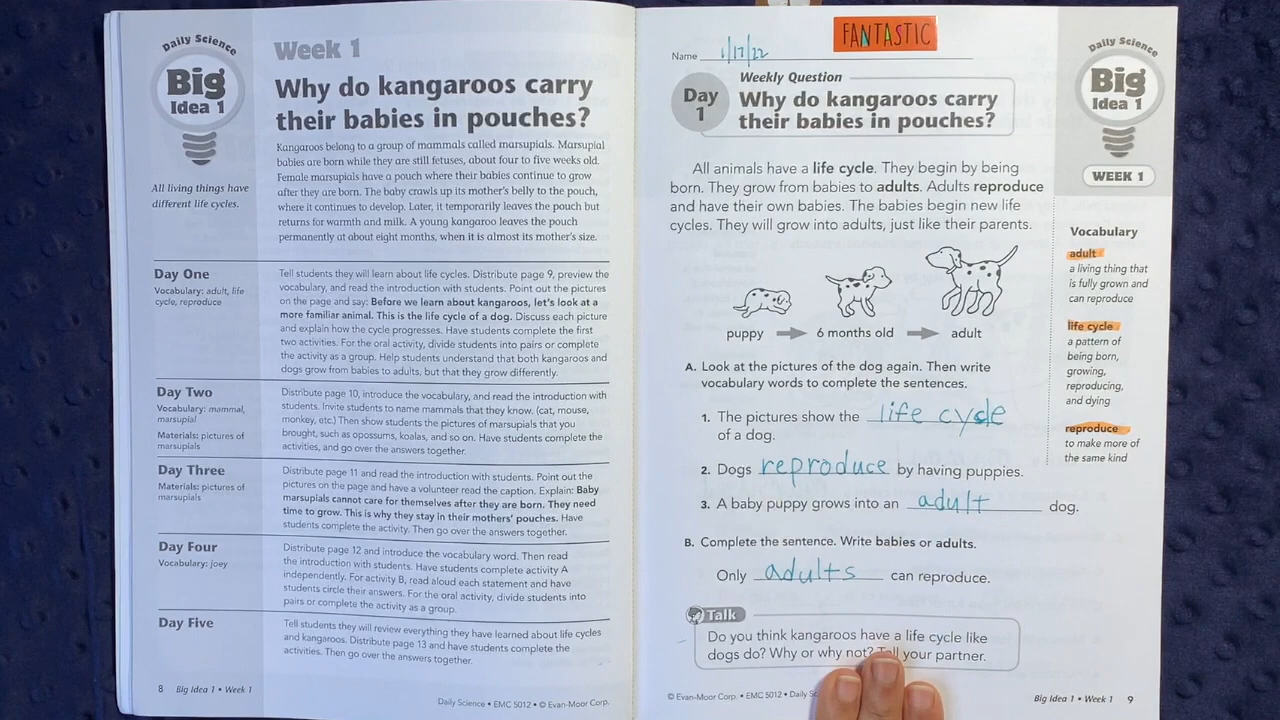 Daily Science
Big
Idea 1
All living things have
different life cycles.
Week 1
Why do kangaroos carry
their babies in pouches?
Kangaroos belong to a group of mammals called marsupials. Marsupial
babies are born while they are still fetuses, about four to five weeks old.
Female marsupials have a pouch where their babies continue to grow
after they are born. The baby crawls up its mother's belly to the pouch,
where it continues to develop. Later, it temporarily leaves the pouch but
returns for warmth and milk. A young kangaroo leaves the pouch
permanently at about eight months, when it is almost its mother's size.
Day One
Vocabulary: adult, life
cycle, reproduce
Tell students they will learn about life cycles. Distribute page 9, preview the
vocabulary, and read the introduction with students. Point out the pictures
on the page and say: Before we learn about kangaroos, let's look at a
more familiar animal. This is the life cycle of a dog. Discuss each picture
and explain how the cycle progresses. Have students complete the first
two activities. For the oral activity, divide students into pairs or complete
the activity as a group. Help students understand that both kangaroos and
dogs grow from babies to adults, but that they grow differently.
Day Two
Vocabulary: mammal,
marsupial
Materials: pictures of
marsupials
Distribute page 10, introduce the vocabulary, and read the introduction with
students. Invite students to name mammals that they know. (cat, mouse,
monkey, etc.) Then show students the pictures of marsupials that you
brought, such as opossums, koalas, and so on. Have students complete the
activities, and go over the answers together.
Day Three
Materials: pictures of
marsupials
Distribute page 11 and read the introduction with students. Point out the
pictures on the page and have a volunteer read the caption. Explain: Baby
marsupials cannot care for themselves after they are born. They need
time to grow. This is why they stay in their mothers' pouches. Have
students complete the activity. Then go over the answers together.
Day Four
Vocabulary: joey
Distribute page 12 and introduce the vocabulary word. Then read
the introduction with students. Have students complete activity A
independently. For activity B, read aloud each statement and have
students circle their answers. For the oral activity, divide students into
pairs or complete the activity as a group.
Day Five
Tell students they will review everything they have learned about life cycles
and kangaroos. Distribute page 13 and have students complete the
activities. Then go over the answers together.
8 Big Idea 1 • Week 1
Daily Science • EMC 5012 • © Evan-Moor Corp.
FANTASTIC
Name 1/17/22
Day
1
Weekly Question
Why do kangaroos carry
their babies in pouches?
Daily Science
Big
Idea 1
WEEK 1
All animals have a life cycle. They begin by being
born. They grow from babies to adults. Adults reproduce
and have their own babies. The babies begin new life
cycles. They will grow into adults, just like their parents.
puppy 6 months old adult
Vocabulary
adult
a living thing that
is fully grown and
can reproduce
life cycle
a pattern of
being born,
growing,
reproducing,
and dying
reproduce
to make more of
the same kind
A. Look at the pictures of the dog again. Then write
vocabulary words to complete the sentences.
1. The pictures show the life cycle
of a dog.
2. Dogs reproduce by having puppies.
3. A baby puppy grows into an adult dog.
B. Complete the sentence. Write babies or adults.
Only adults can reproduce.
Talk
Do you think kangaroos have a life cycle like
dogs do? Why or why not? Tell your partner.
© Evan-Moor Corp. • EMC 5012 • Daily Sc
Big Idea 1 • Week 1 9